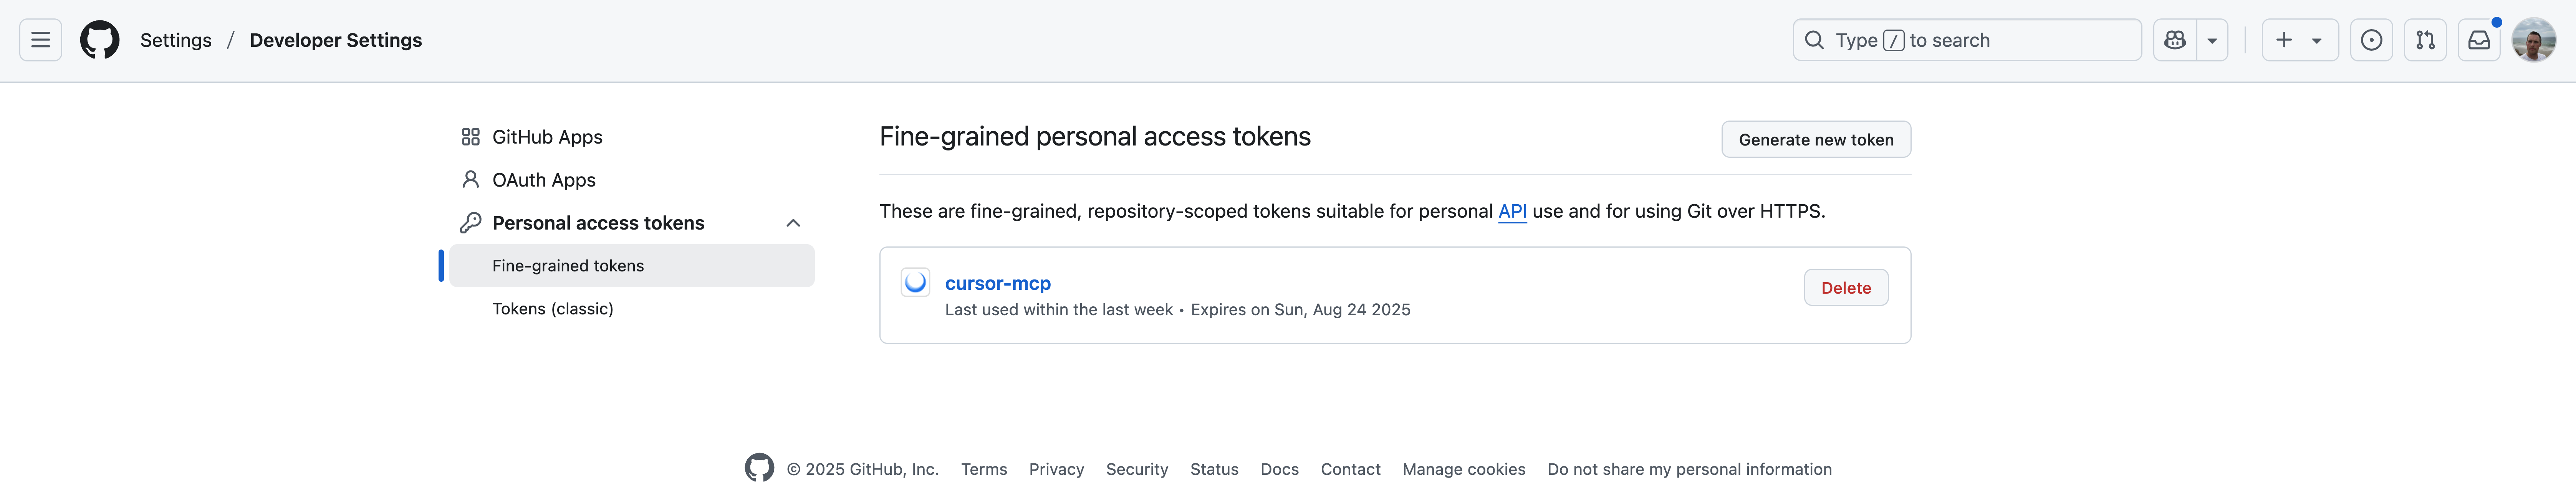 Settings / Developer Settings
Type / to search
GitHub Apps
OAuth Apps
Personal access tokens
Fine-grained tokens
Tokens (classic)
Fine-grained personal access tokens
Generate new token
These are fine-grained, repository-scoped tokens suitable for personal API use and for using Git over HTTPS.
cursor-mcp
Last used within the last week • Expires on Sun, Aug 24 2025
Delete
© 2025 GitHub, Inc. Terms Privacy Security Status Docs Contact Manage cookies Do not share my personal information